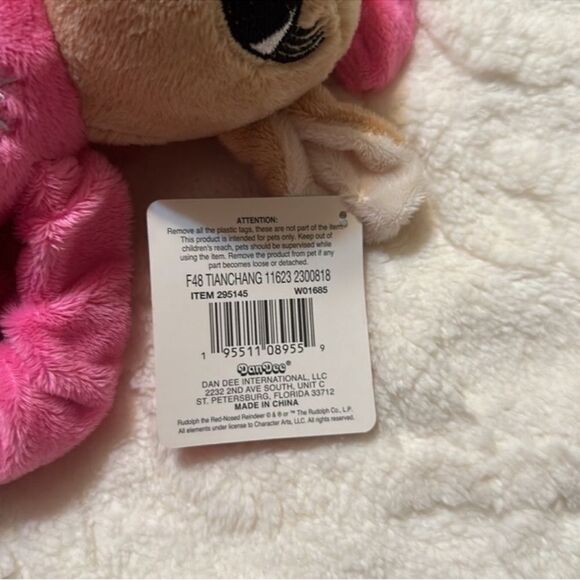 ATTENTION:
Remove all the plastic tags, these are not part of the item.
This product is intended for pets only. Keep out of
children's reach, pets should be supervised while
using the item. Remove the product from pet if any
part becomes loose or detached.
F48 TIANCHANG 11623 2300818
ITEM 295145 W01685
1 95511 08955 9
DanDee®
DAN DEE INTERNATIONAL, LLC
2232 2ND AVE SOUTH, UNIT C
ST. PETERSBURG, FLORIDA 33712
MADE IN CHINA
Rudolph the Red-Nosed Reindeer © & ® or ™ The Rudolph Co., L.P.
All elements under license to Character Arts, LLC. All rights reserved.